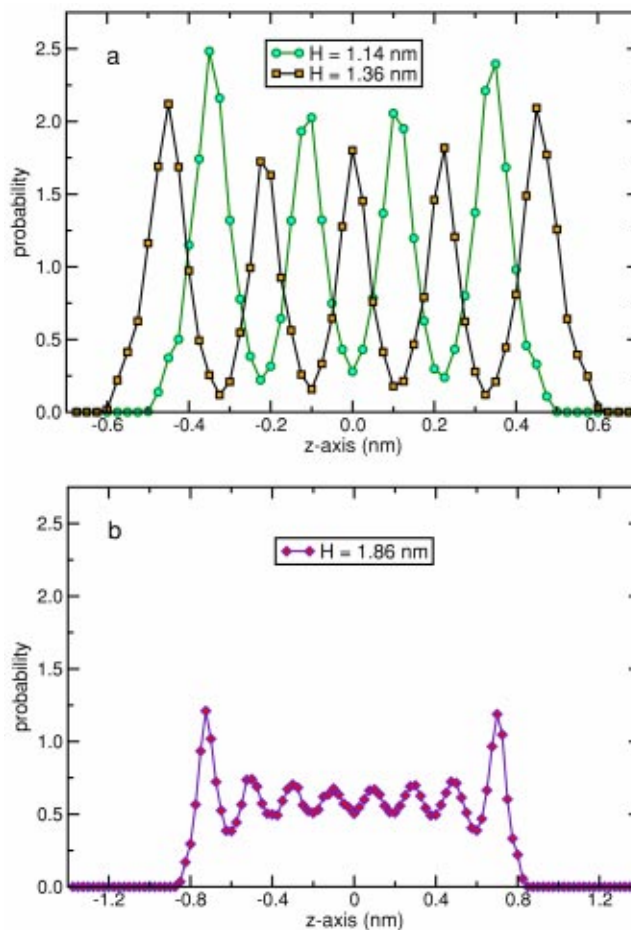 a
H = 1.14 nm
H = 1.36 nm
2.5
2.0
1.5
1.0
0.5
0.0
probability
-0.6 -0.4 -0.2 0.0 0.2 0.4 0.6
z-axis (nm)
b
H = 1.86 nm
2.5
2.0
1.5
1.0
0.5
0.0
probability
-1.2 -0.8 -0.4 0 0.4 0.8 1.2
z-axis (nm)